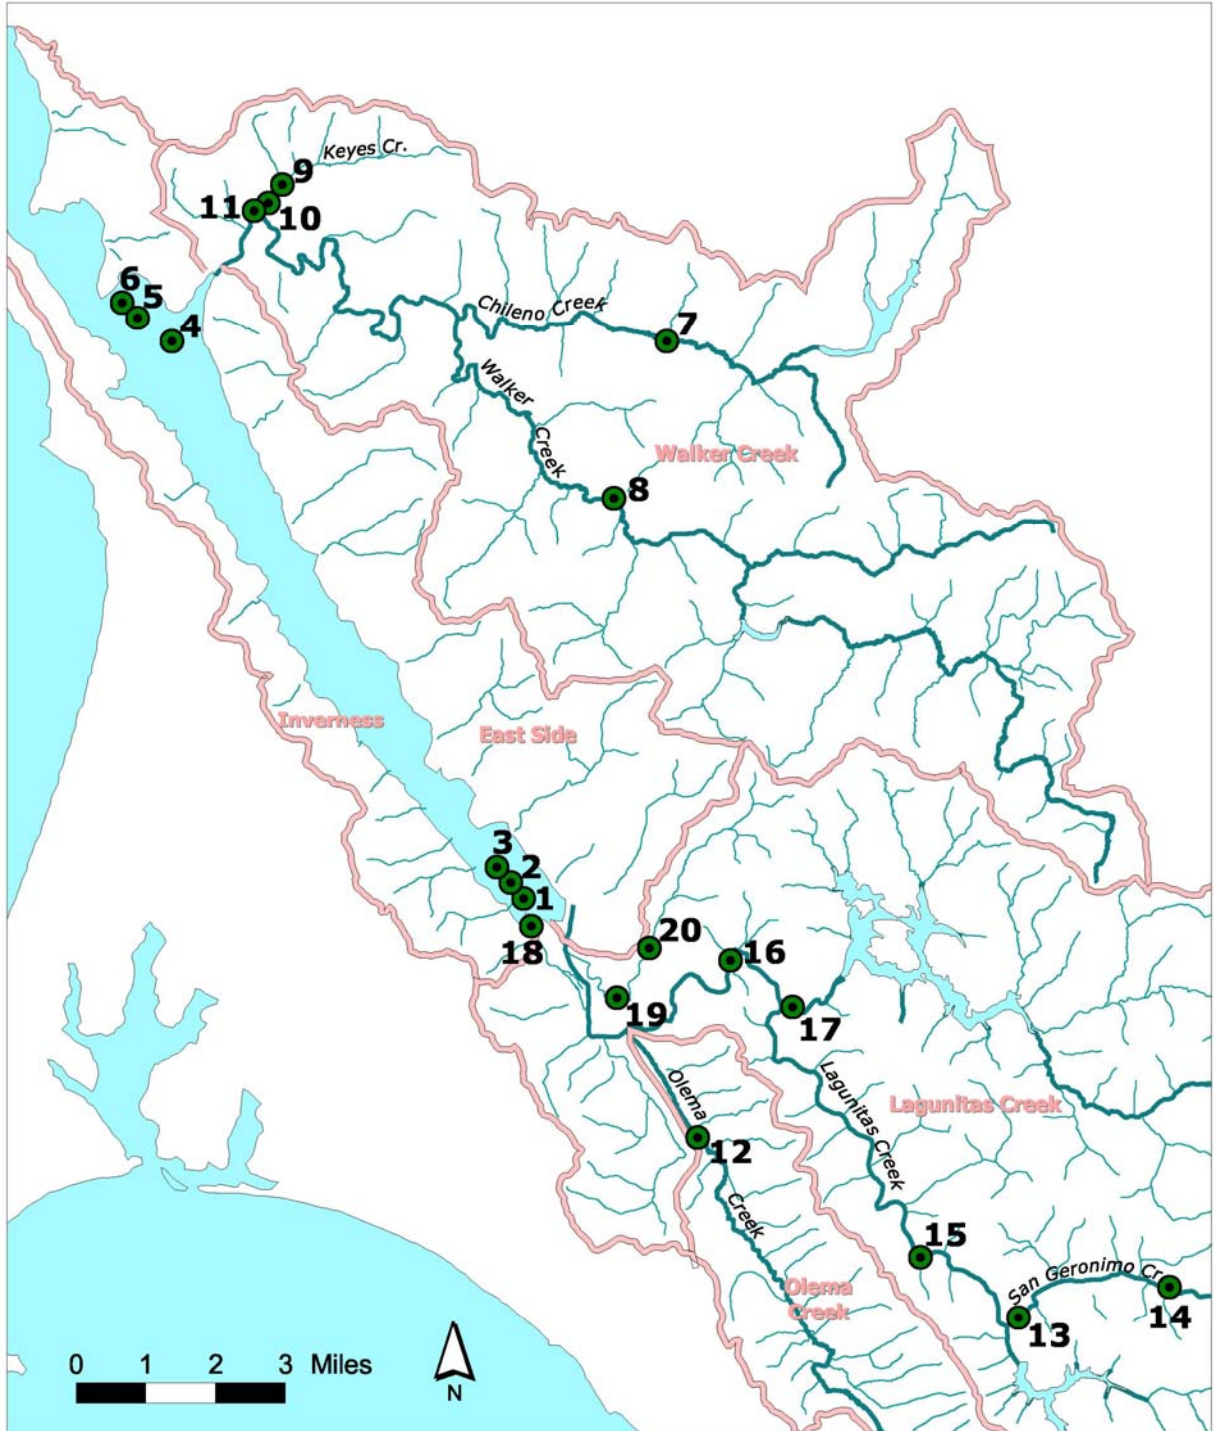 Keyes Cr.
9
11
10
6
5
4
Chileno Creek
7
Walker
Creek
Walker Creek
8
Inverness
East Side
3
2
1
18
20
16
19
17
Olema
Creek
Lagunitas Creek
Lagunitas Creek
12
15
San Geronimo Cr.
Olema
Creek
13
14
0 1 2 3 Miles
N